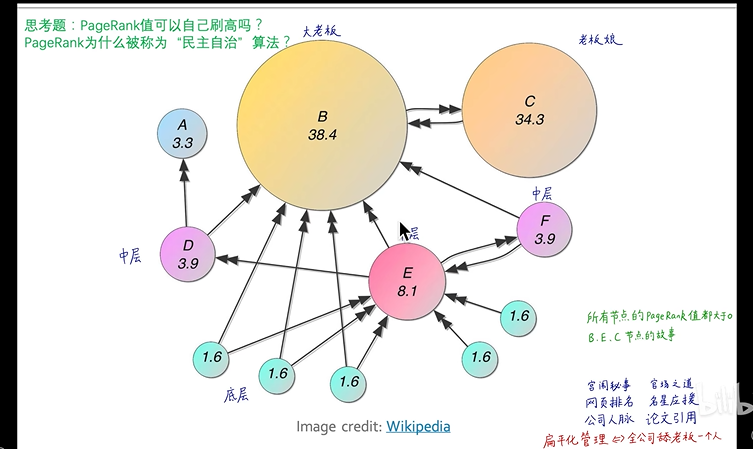 思考题：PageRank值可以自己刷高吗？
PageRank为什么被称为“民主自治”算法？
大老板
老板娘
B
38.4
C
34.3
A
3.3
中层
F
3.9
中层
D
3.9
层
E
8.1
1.6
1.6
1.6
1.6
1.6
底层
所有节点的PageRank值都大于0
B.E.C节点的故事
宫闱秘事 官场之道
网页排名 名星应援
公司人脉 论文引用
扁平化管理⇔全公司舔老板一个人
Image credit: Wikipedia
bilib